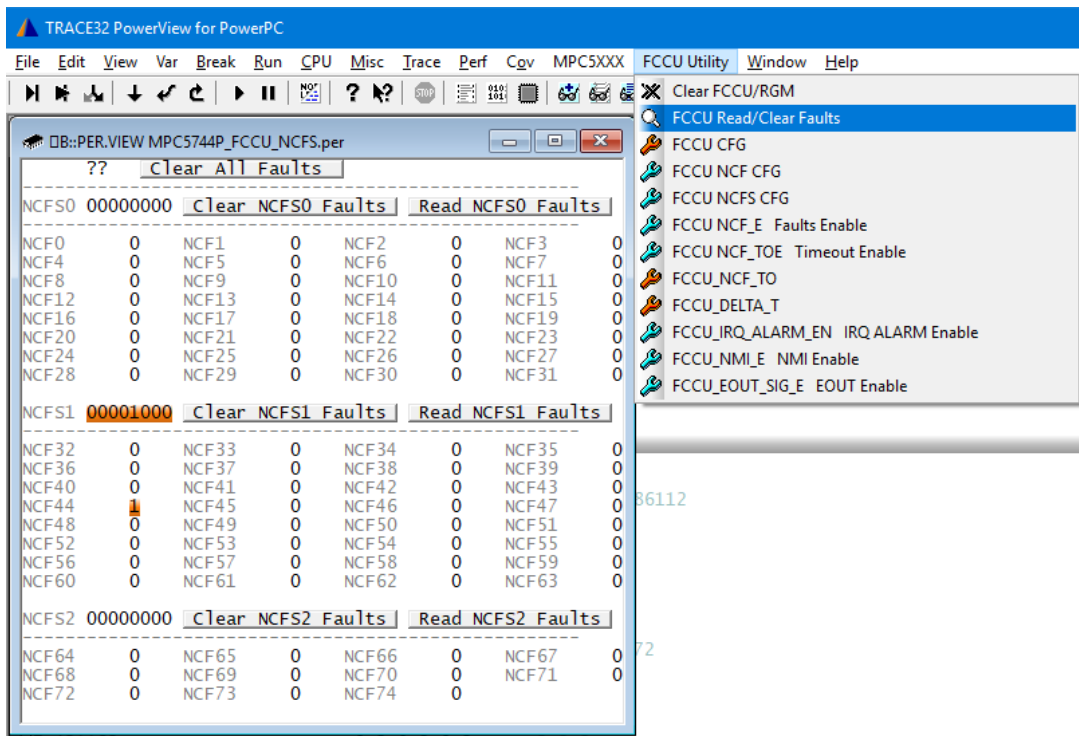 TRACE32 PowerView for PowerPC
File Edit View Var Break Run CPU Misc Trace Perf Cov MPC5XXX FCCU Utility Window Help
Clear FCCU/RGM
FCCU Read/Clear Faults
FCCU CFG
FCCU NCF CFG
FCCU NCFS CFG
FCCU NCF_E Faults Enable
FCCU NCF_TOE Timeout Enable
FCCU_NCF_TO
FCCU_DELTA_T
FCCU_IRQ_ALARM_EN IRQ ALARM Enable
FCCU_NMI_E NMI Enable
FCCU_EOUT_SIG_E EOUT Enable
B::PER.VIEW MPC5744P_FCCU_NCFS.per
?? Clear All Faults
NCFS0 00000000 Clear NCFS0 Faults Read NCFS0 Faults
NCF0 0 NCF1 0 NCF2 0 NCF3 0
NCF4 0 NCF5 0 NCF6 0 NCF7 0
NCF8 0 NCF9 0 NCF10 0 NCF11 0
NCF12 0 NCF13 0 NCF14 0 NCF15 0
NCF16 0 NCF17 0 NCF18 0 NCF19 0
NCF20 0 NCF21 0 NCF22 0 NCF23 0
NCF24 0 NCF25 0 NCF26 0 NCF27 0
NCF28 0 NCF29 0 NCF30 0 NCF31 0
NCFS1 00001000 Clear NCFS1 Faults Read NCFS1 Faults
NCF32 0 NCF33 0 NCF34 0 NCF35 0
NCF36 0 NCF37 0 NCF38 0 NCF39 0
NCF40 0 NCF41 0 NCF42 0 NCF43 0
NCF44 1 NCF45 0 NCF46 0 NCF47 0
NCF48 0 NCF49 0 NCF50 0 NCF51 0
NCF52 0 NCF53 0 NCF54 0 NCF55 0
NCF56 0 NCF57 0 NCF58 0 NCF59 0
NCF60 0 NCF61 0 NCF62 0 NCF63 0
NCFS2 00000000 Clear NCFS2 Faults Read NCFS2 Faults
NCF64 0 NCF65 0 NCF66 0 NCF67 0
NCF68 0 NCF69 0 NCF70 0 NCF71 0
NCF72 0 NCF73 0 NCF74 0
86112
72